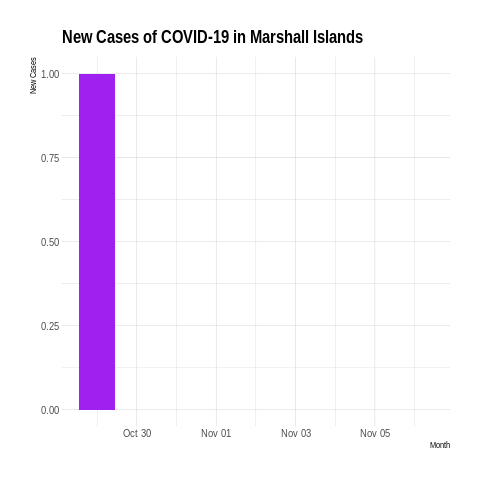 New Cases of COVID-19 in Marshall Islands
New Cases
1.00
0.75
0.50
0.25
0.00
Oct 30 Nov 01 Nov 03 Nov 05
Month